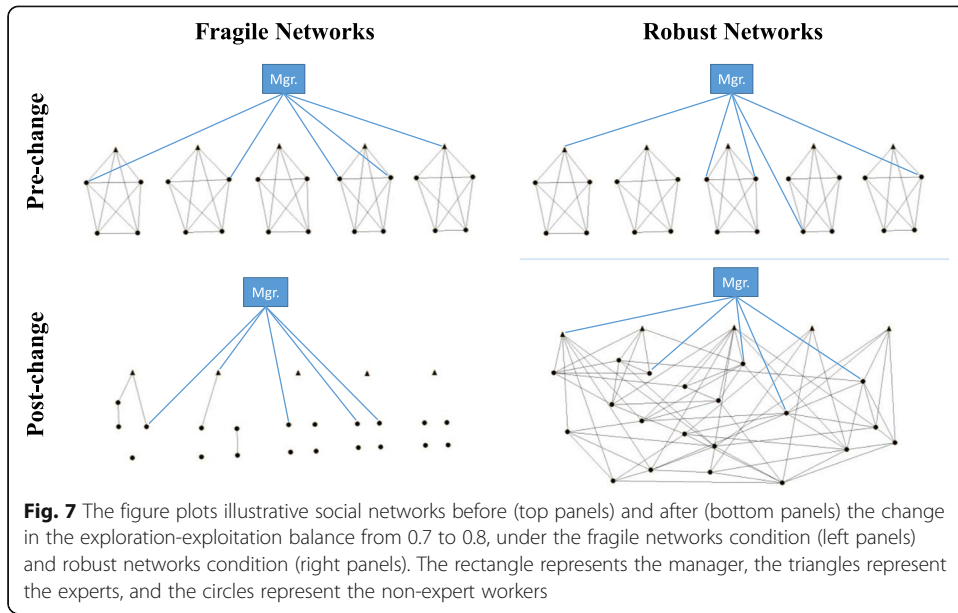 Fragile Networks
Robust Networks
Pre-change
Mgr.
Mgr.
Post-change
Mgr.
Mgr.
Fig. 7 The figure plots illustrative social networks before (top panels) and after (bottom panels) the change
in the exploration-exploitation balance from 0.7 to 0.8, under the fragile networks condition (left panels)
and robust networks condition (right panels). The rectangle represents the manager, the triangles represent
the experts, and the circles represent the non-expert workers